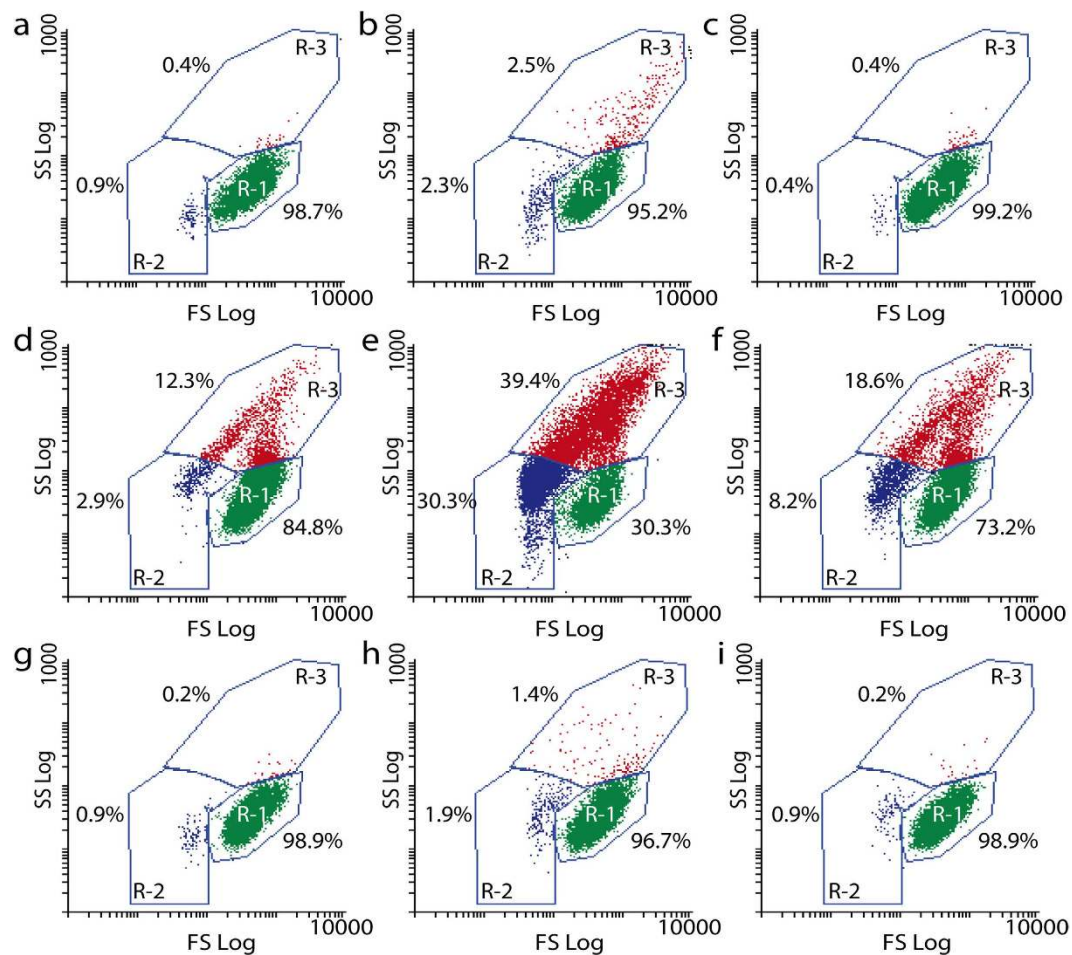 a
1000
SS Log
R-3
0.4%
0.9%
R-1
98.7%
R-2
10000
FS Log
b
1000
SS Log
R-3
2.5%
2.3%
R-1
95.2%
R-2
10000
FS Log
c
1000
SS Log
R-3
0.4%
0.4%
R-1
99.2%
R-2
10000
FS Log
d
1000
SS Log
12.3%
R-3
2.9%
R-1
84.8%
R-2
10000
FS Log
e
1000
SS Log
39.4%
R-3
30.3%
R-1
30.3%
R-2
10000
FS Log
f
1000
SS Log
18.6%
R-3
8.2%
R-1
73.2%
R-2
10000
FS Log
g
1000
SS Log
R-3
0.2%
0.9%
R-1
98.9%
R-2
10000
FS Log
h
1000
SS Log
R-3
1.4%
1.9%
R-1
96.7%
R-2
10000
FS Log
i
1000
SS Log
R-3
0.2%
0.9%
R-1
98.9%
R-2
10000
FS Log